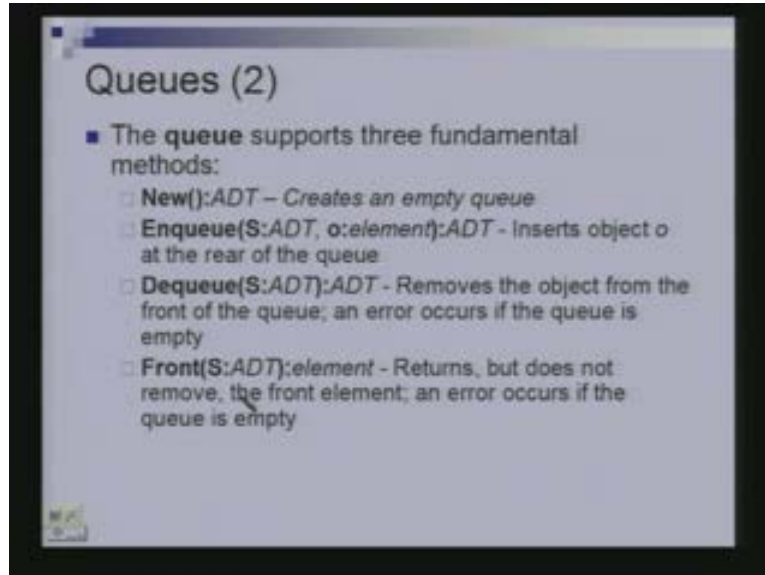 Queues (2)
The queue supports three fundamental
methods:
New():ADT – Creates an empty queue
Enqueue(S:ADT, o:element):ADT - Inserts object o
at the rear of the queue
Dequeue(S:ADT):ADT - Removes the object from the
front of the queue; an error occurs if the queue is
empty
Front(S:ADT):element - Returns, but does not
remove, the front element; an error occurs if the
queue is empty